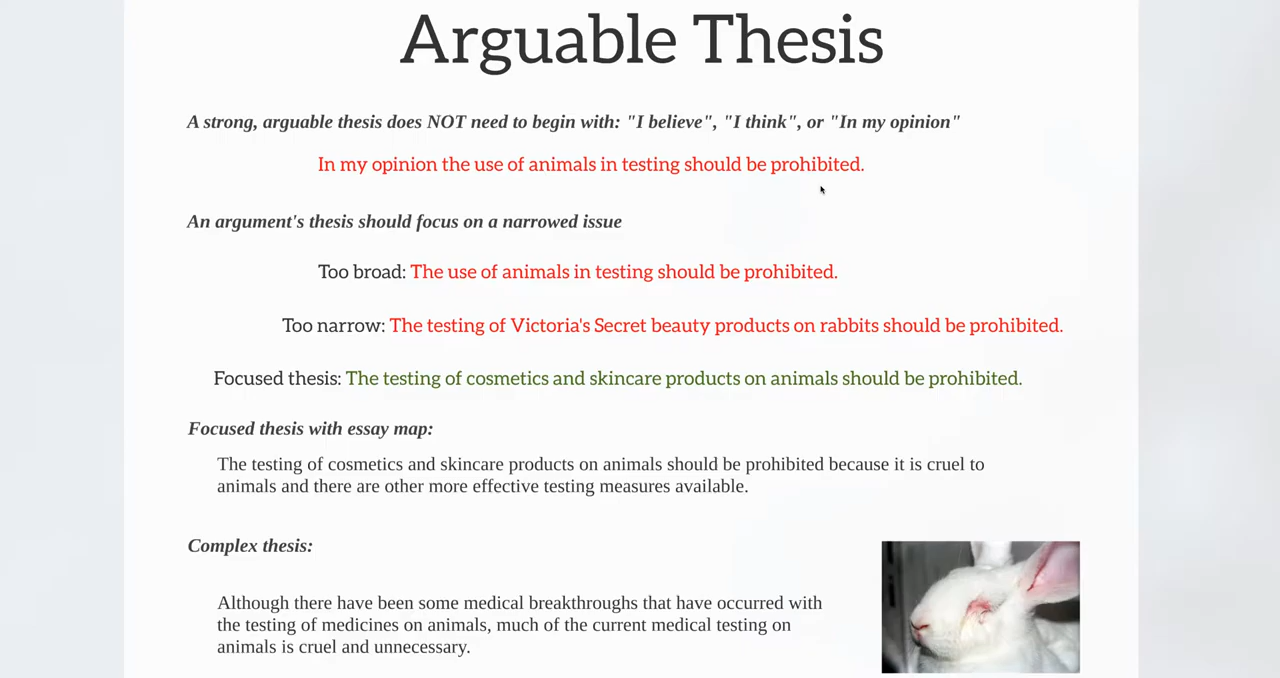 Arguable Thesis
A strong, arguable thesis does NOT need to begin with: "I believe", "I think", or "In my opinion"
In my opinion the use of animals in testing should be prohibited.
An argument's thesis should focus on a narrowed issue
Too broad: The use of animals in testing should be prohibited.
Too narrow: The testing of Victoria's Secret beauty products on rabbits should be prohibited.
Focused thesis: The testing of cosmetics and skincare products on animals should be prohibited.
Focused thesis with essay map:
The testing of cosmetics and skincare products on animals should be prohibited because it is cruel to
animals and there are other more effective testing measures available.
Complex thesis:
Although there have been some medical breakthroughs that have occurred with
the testing of medicines on animals, much of the current medical testing on
animals is cruel and unnecessary.